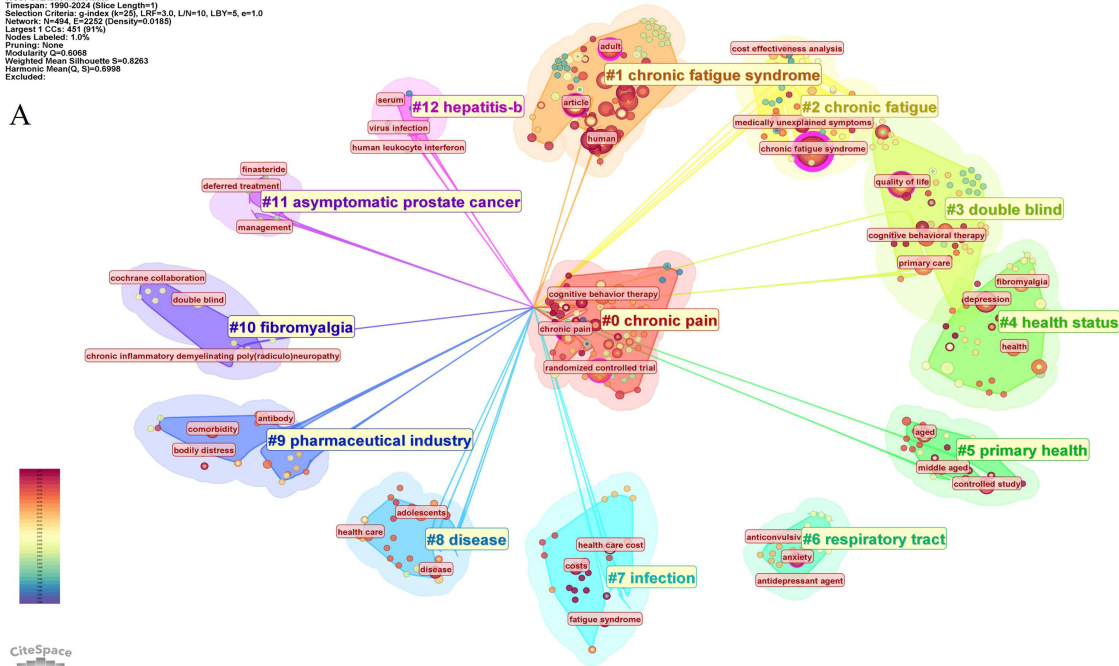 Timespan: 1990-2024 (Slice Length=1)
Selection Criteria: g-index (k=25), LRF=3.0, L/N=10, LBY=5, e=1.0
Network: N=494, E=2252 (Density=0.0185)
Largest 1 CCs: 451 (91%)
Nodes Labeled: 1.0%
Pruning: None
Modularity Q=0.6068
Weighted Mean Silhouette S=0.8263
Harmonic Mean(Q, S)=0.6998
Excluded:
A
adult
#1 chronic fatigue syndrome
article
human
cost effectiveness analysis
#2 chronic fatigue
medically unexplained symptoms
chronic fatigue syndrome
serum
#12 hepatitis-b
virus infection
human leukocyte interferon
finasteride
deferred treatment
#11 asymptomatic prostate cancer
management
quality of life
#3 double blind
cognitive behavioral therapy
primary care
cochrane collaboration
double blind
#10 fibromyalgia
chronic inflammatory demyelinating poly(radiculo)neuropathy
cognitive behavior therapy
#0 chronic pain
chronic pain
randomized controlled trial
fibromyalgia
depression
#4 health status
health
antibody
comorbidity
#9 pharmaceutical industry
bodily distress
aged
#5 primary health
middle aged
controlled study
adolescents
health care
#8 disease
disease
health care cost
costs
#7 infection
fatigue syndrome
anticonvulsiv
#6 respiratory tract
anxiety
antidepressant agent
CiteSpace